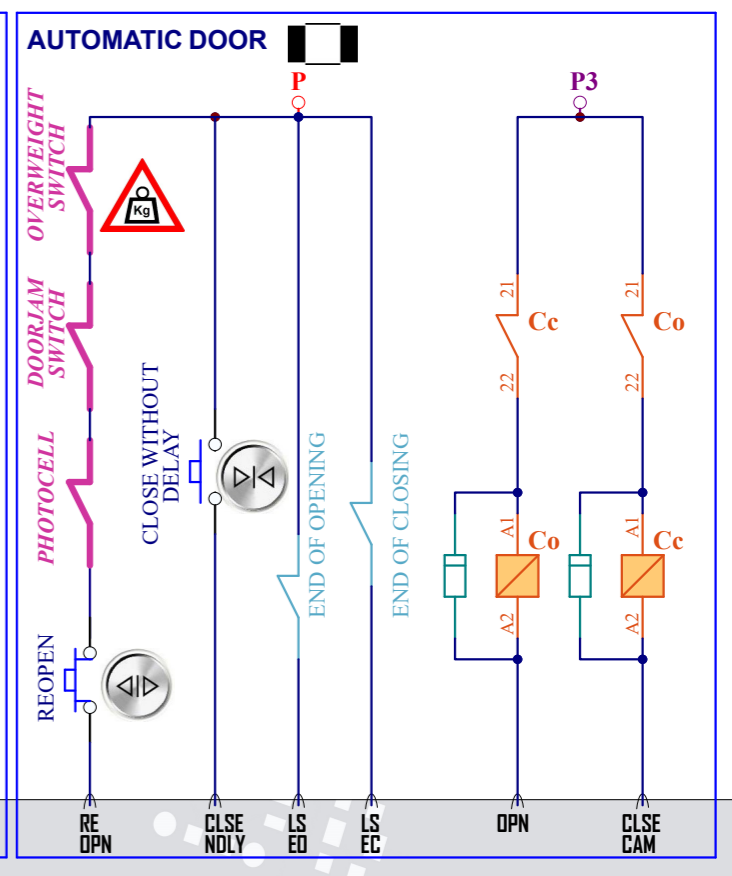 AUTOMATIC DOOR
P
P3
OVERWEIGHT
SWITCH
Kg
DOORJAM
SWITCH
PHOTOCELL
REOPEN
CLOSE WITHOUT
DELAY
END OF OPENING
END OF CLOSING
21
Cc
22
21
Co
22
A1
Co
A2
A1
Cc
A2
RE
OPN
CLSE
NDLY
LS
EO
LS
EC
OPN
CLSE
CAM